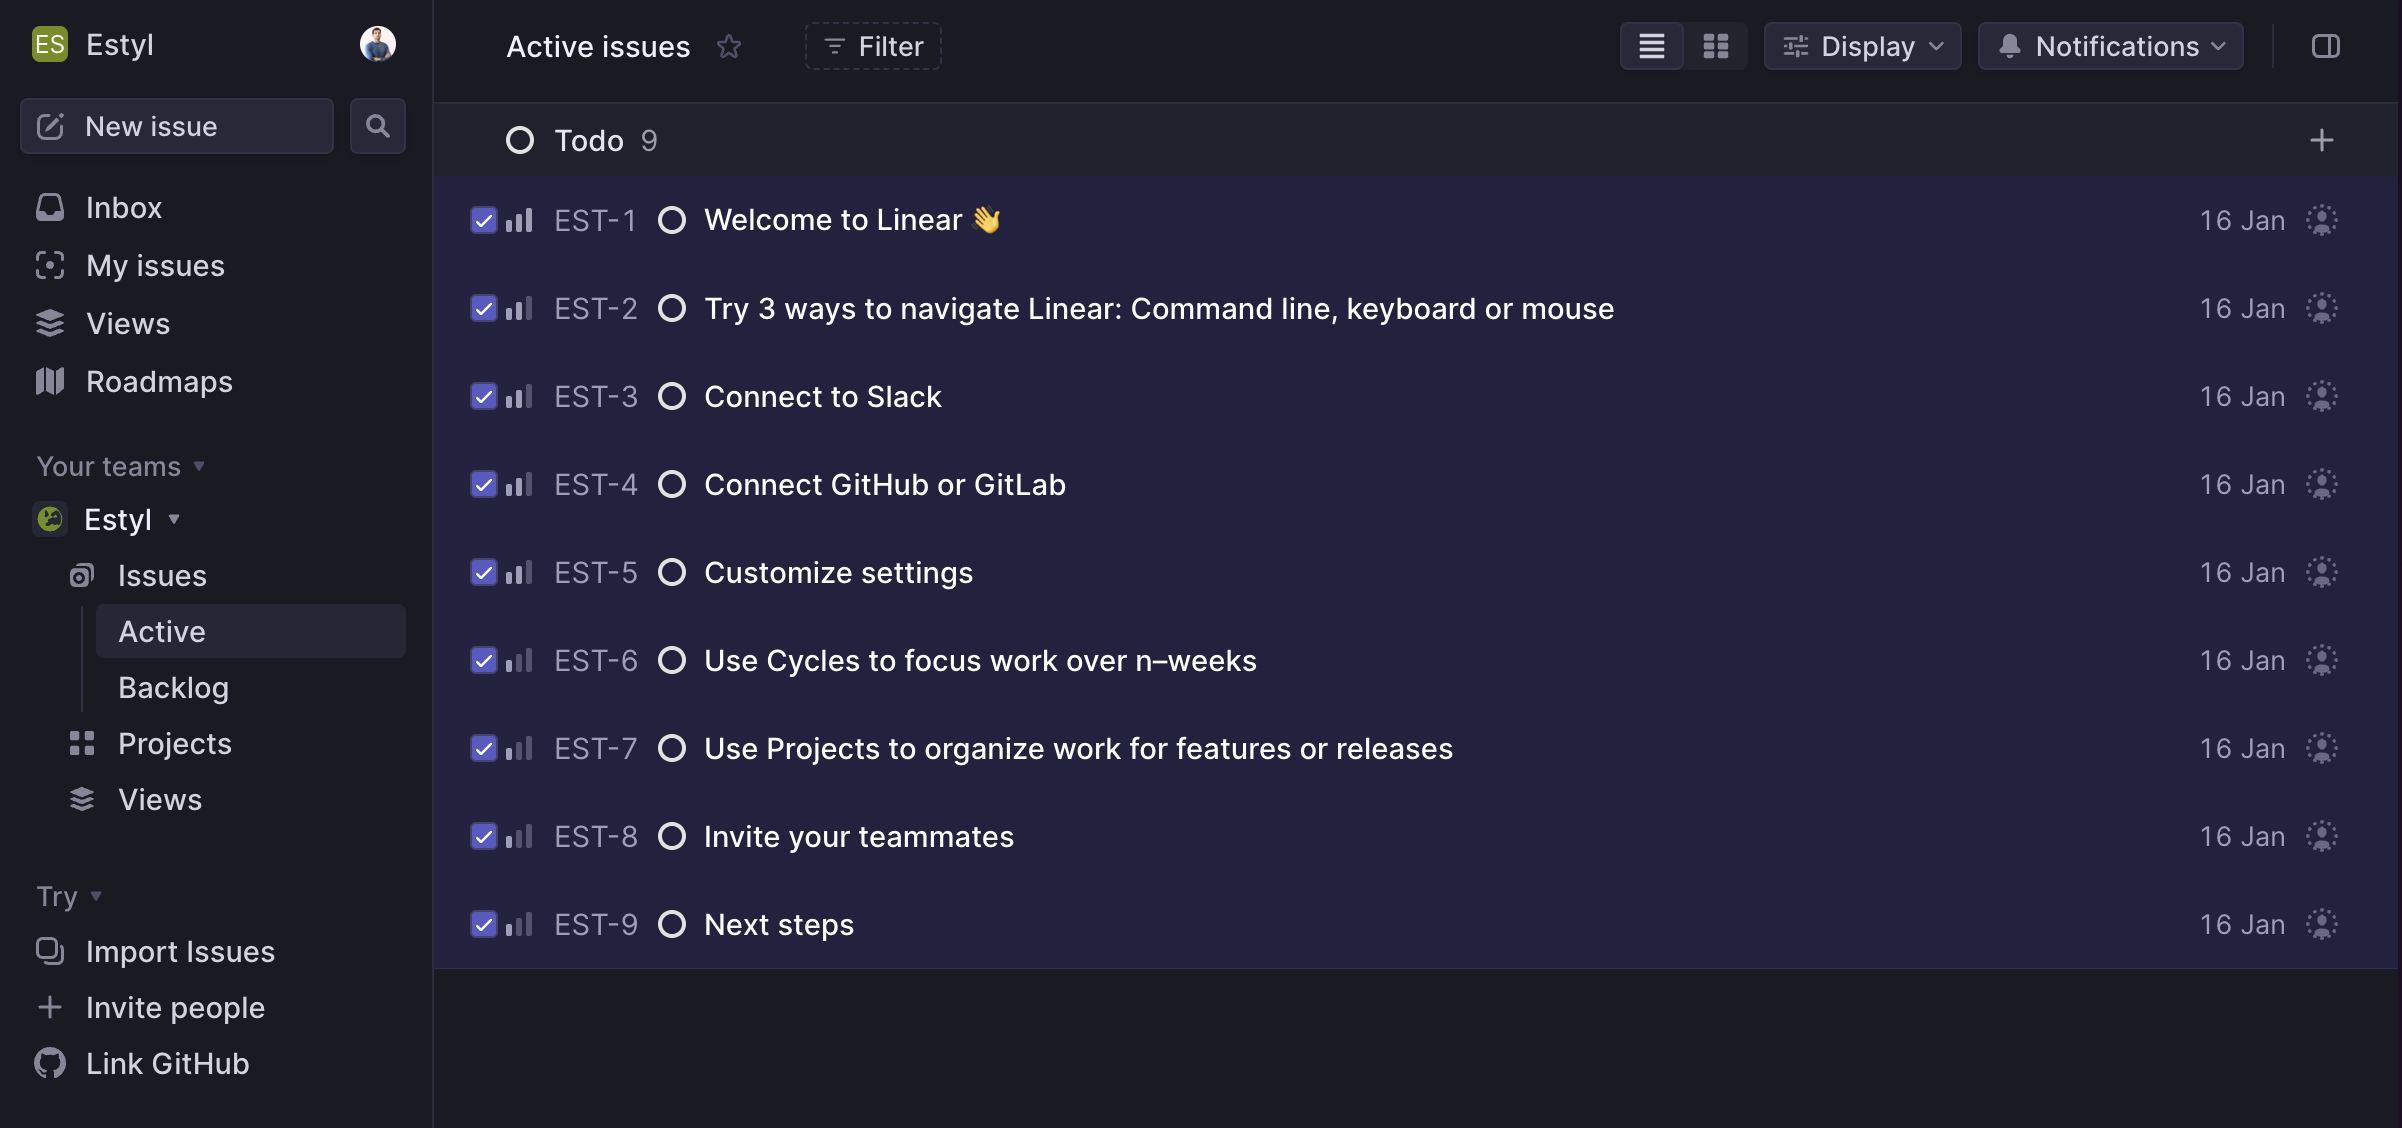 ES Estyl
New issue
Inbox
My issues
Views
Roadmaps
Your teams
Estyl
Issues
Active
Backlog
Projects
Views
Try
Import Issues
Invite people
Link GitHub
Active issues Filter Display Notifications
Todo 9
EST-1 Welcome to Linear 👋 16 Jan
EST-2 Try 3 ways to navigate Linear: Command line, keyboard or mouse 16 Jan
EST-3 Connect to Slack 16 Jan
EST-4 Connect GitHub or GitLab 16 Jan
EST-5 Customize settings 16 Jan
EST-6 Use Cycles to focus work over n–weeks 16 Jan
EST-7 Use Projects to organize work for features or releases 16 Jan
EST-8 Invite your teammates 16 Jan
EST-9 Next steps 16 Jan